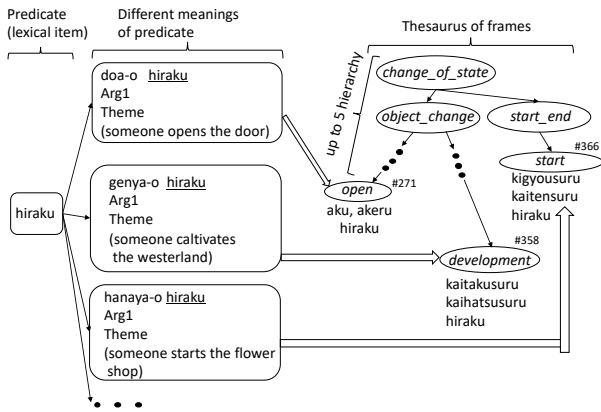 Predicate
(lexical item)
Different meanings
of predicate
Thesaurus of frames
hiraku
doa-o hiraku
Arg1
Theme
(someone opens the door)
genya-o hiraku
Arg1
Theme
(someone caltivates
the westerland)
hanaya-o hiraku
Arg1
Theme
(someone starts the flower
shop)
up to 5 hierarchy
change_of_state
object_change
start_end
#366
start
kigyousuru
kaitensuru
hiraku
#271
open
aku, akeru
hiraku
#358
development
kaitakusuru
kaihatsusuru
hiraku